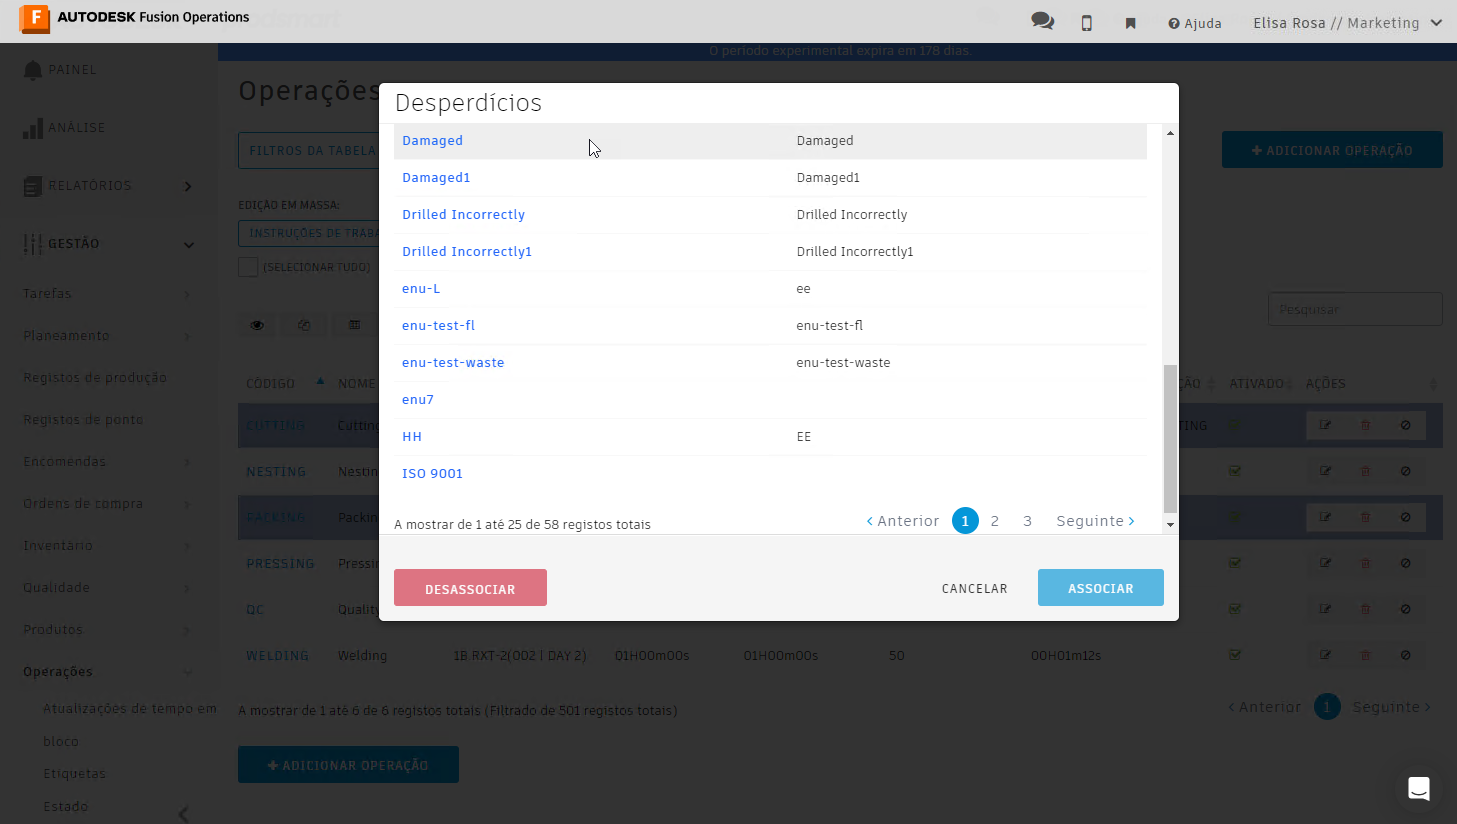 AUTODESK Fusion Operations
Ajuda
Elisa Rosa // Marketing
O período experimental expira em 178 dias.
PAINEL
ANÁLISE
RELATÓRIOS
GESTÃO
Tarefas
Planeamento
Registos de produção
Registos de ponto
Encomendas
Ordens de compra
Inventário
Qualidade
Produtos
Operações
Atualizações de tempo em
bloco
Etiquetas
Estado
Operações
FILTROS DA TABELA
+ ADICIONAR OPERAÇÃO
EDIÇÃO EM MASSA:
INSTRUÇÕES DE TRABA
(SELECIONAR TUDO)
Pesquisar
CÓDIGO NOME ÇÃO ATIVADO AÇÕES
CUTTING Cutting TING
NESTING Nestin
PACKING Packin
PRESSING Pressin
QC Quality
WELDING Welding 1B RXT-2(002 | DAY 2) 01H00m00s 01H00m00s 50 00H01m12s
A mostrar de 1 até 6 de 6 registos totais (Filtrado de 501 registos totais)
< Anterior 1 Seguinte >
+ ADICIONAR OPERAÇÃO
Desperdícios
Damaged Damaged
Damaged1 Damaged1
Drilled Incorrectly Drilled Incorrectly
Drilled Incorrectly1 Drilled Incorrectly1
enu-L ee
enu-test-fl enu-test-fl
enu-test-waste enu-test-waste
enu7
HH EE
ISO 9001
A mostrar de 1 até 25 de 58 registos totais
< Anterior 1 2 3 Seguinte >
DESASSOCIAR
CANCELAR
ASSOCIAR